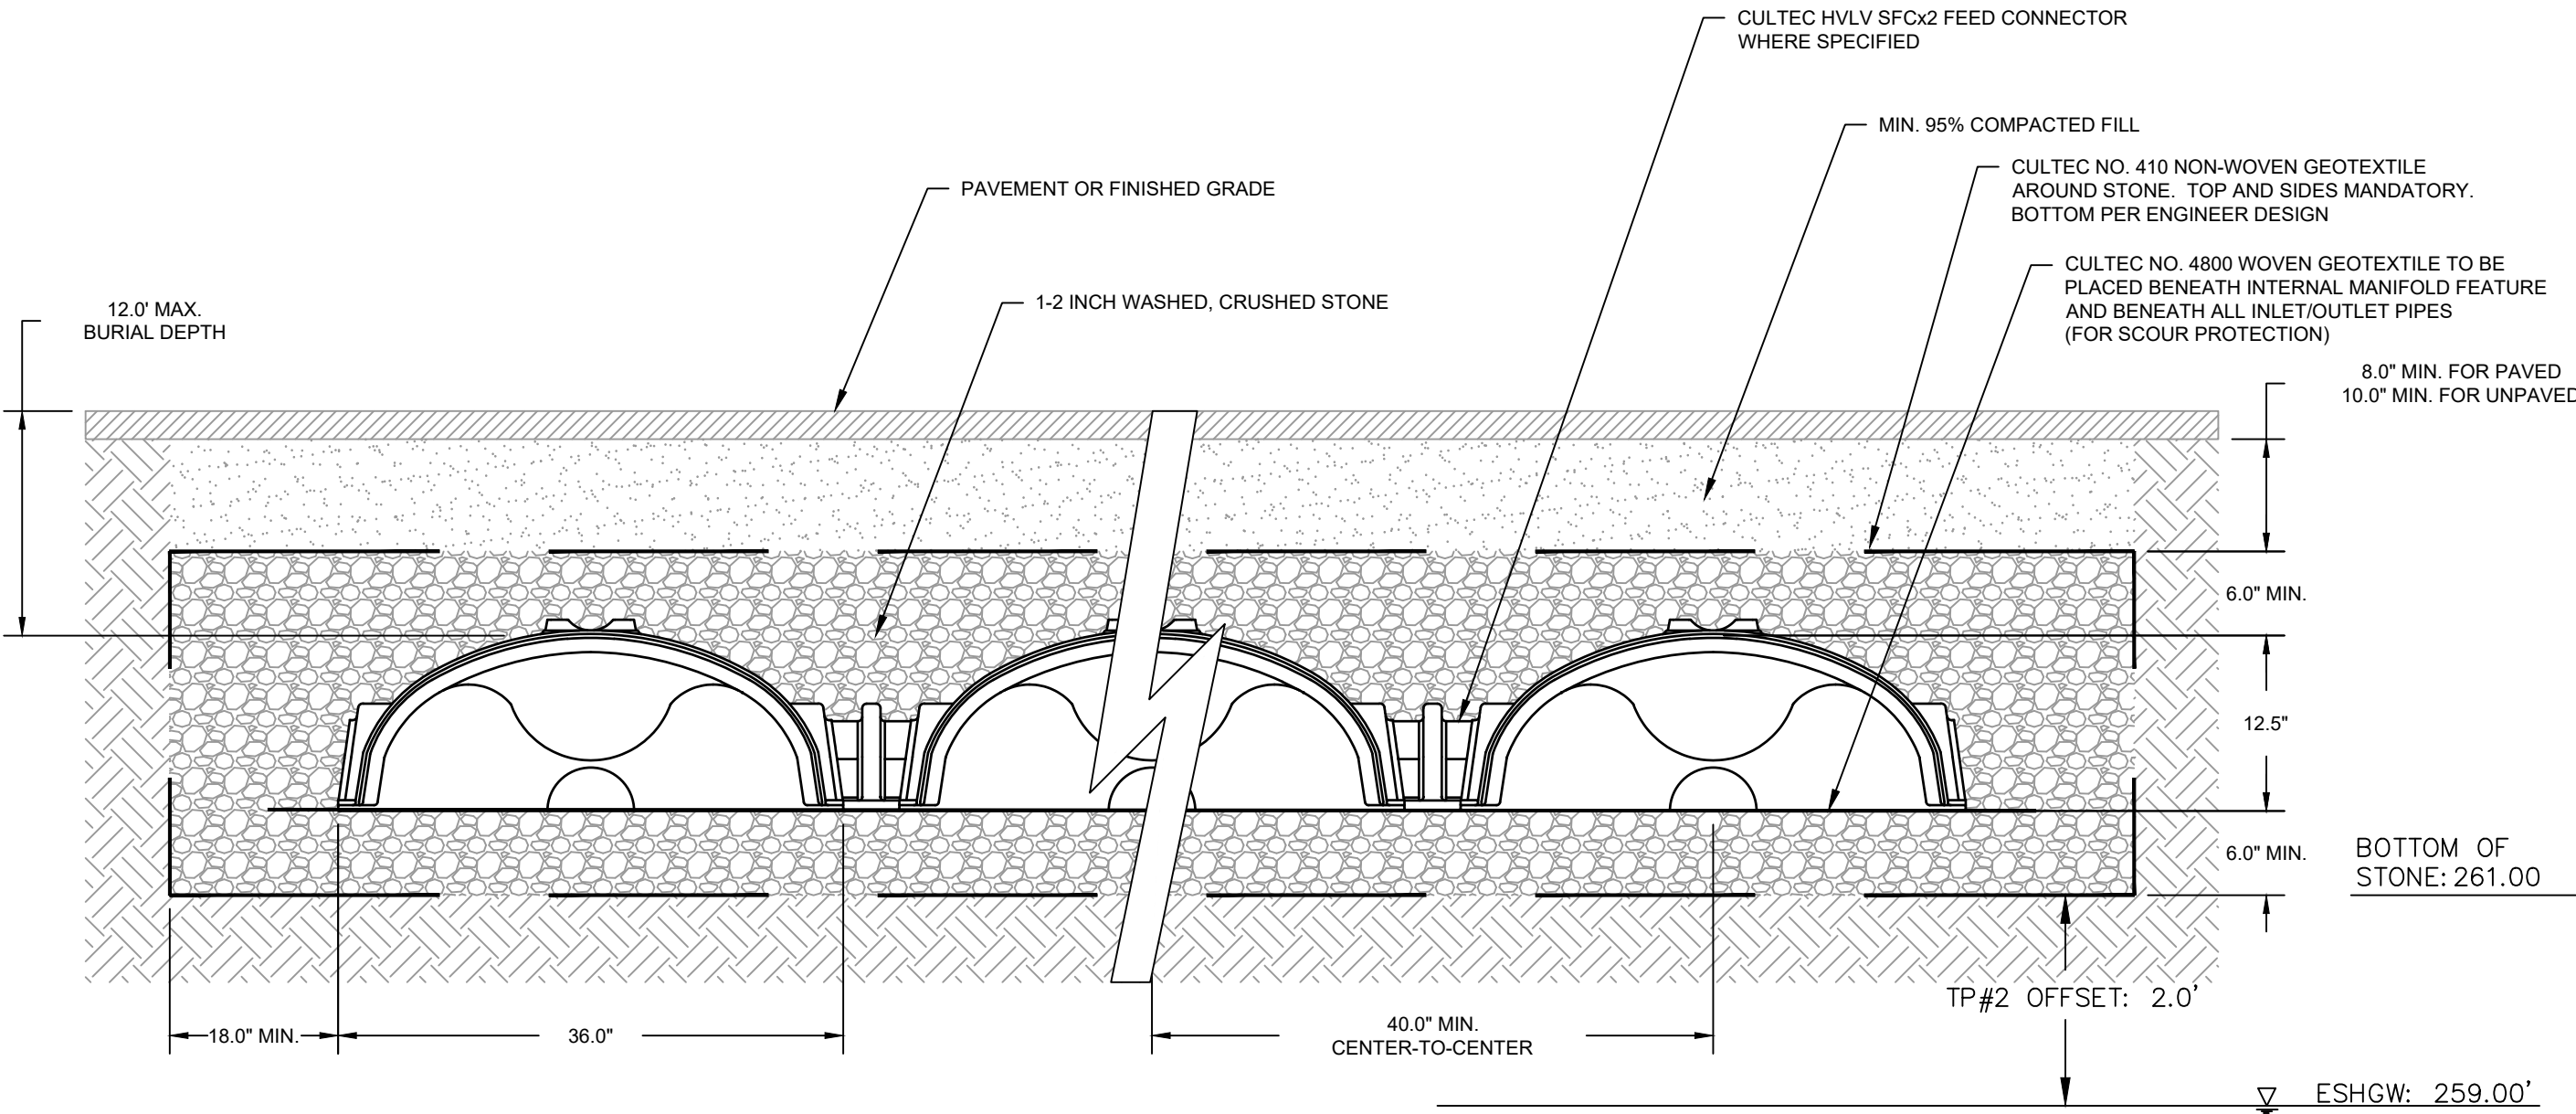 CULTEC HVLV SFCx2 FEED CONNECTOR
WHERE SPECIFIED
MIN. 95% COMPACTED FILL
CULTEC NO. 410 NON-WOVEN GEOTEXTILE
AROUND STONE. TOP AND SIDES MANDATORY.
BOTTOM PER ENGINEER DESIGN
PAVEMENT OR FINISHED GRADE
CULTEC NO. 4800 WOVEN GEOTEXTILE TO BE
PLACED BENEATH INTERNAL MANIFOLD FEATURE
AND BENEATH ALL INLET/OUTLET PIPES
(FOR SCOUR PROTECTION)
1-2 INCH WASHED, CRUSHED STONE
12.0' MAX.
BURIAL DEPTH
8.0" MIN. FOR PAVED
10.0" MIN. FOR UNPAVED
6.0" MIN.
12.5"
6.0" MIN.
BOTTOM OF
STONE: 261.00
TP#2 OFFSET: 2.0'
18.0" MIN.
36.0"
40.0" MIN.
CENTER-TO-CENTER
ESHGW: 259.00'